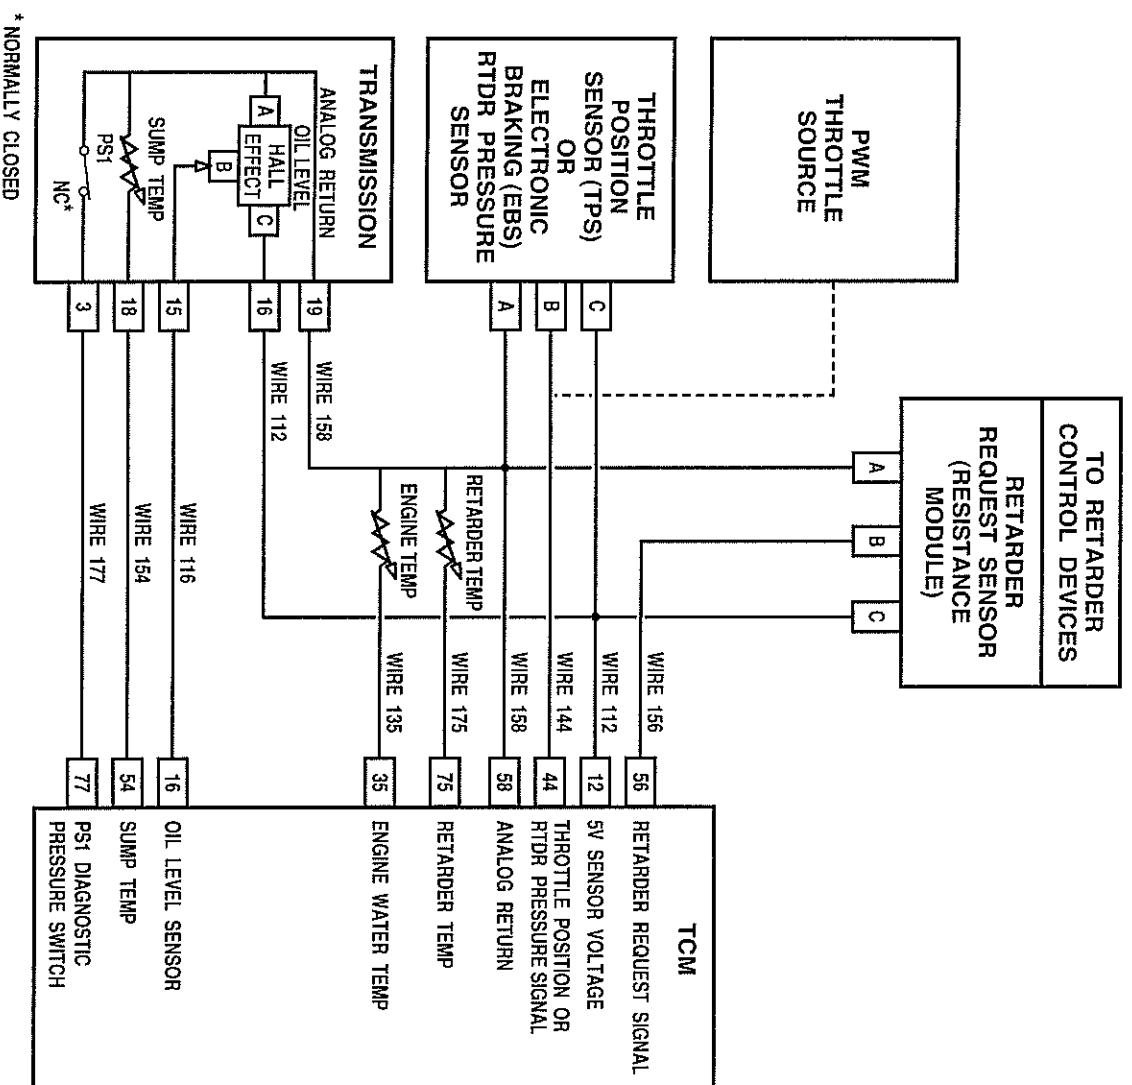 TO RETARDER
CONTROL DEVICES
RETARDER
REQUEST SENSOR
(RESISTANCE
MODULE)
A
B
C
PWM
THROTTLE
SOURCE
THROTTLE
POSITION
SENSOR (TPS)
OR
ELECTRONIC
BRAKING (EBS)
RTDR PRESSURE
SENSOR
C
B
A
TRANSMISSION
ANALOG RETURN
OIL LEVEL
A
HALL
EFFECT
B
C
SUMP TEMP
PS1
NC*
19
16
15
18
3
WIRE 158
WIRE 112
WIRE 116
WIRE 154
WIRE 177
RETARDER TEMP
ENGINE TEMP
WIRE 156
WIRE 112
WIRE 144
WIRE 158
WIRE 175
WIRE 135
TCM
56
RETARDER REQUEST SIGNAL
12
5V SENSOR VOLTAGE
44
THROTTLE POSITION OR
RTDR PRESSURE SIGNAL
58
ANALOG RETURN
75
RETARDER TEMP
35
ENGINE WATER TEMP
16
OIL LEVEL SENSOR
54
SUMP TEMP
77
PS1 DIAGNOSTIC
PRESSURE SWITCH
* NORMALLY CLOSED